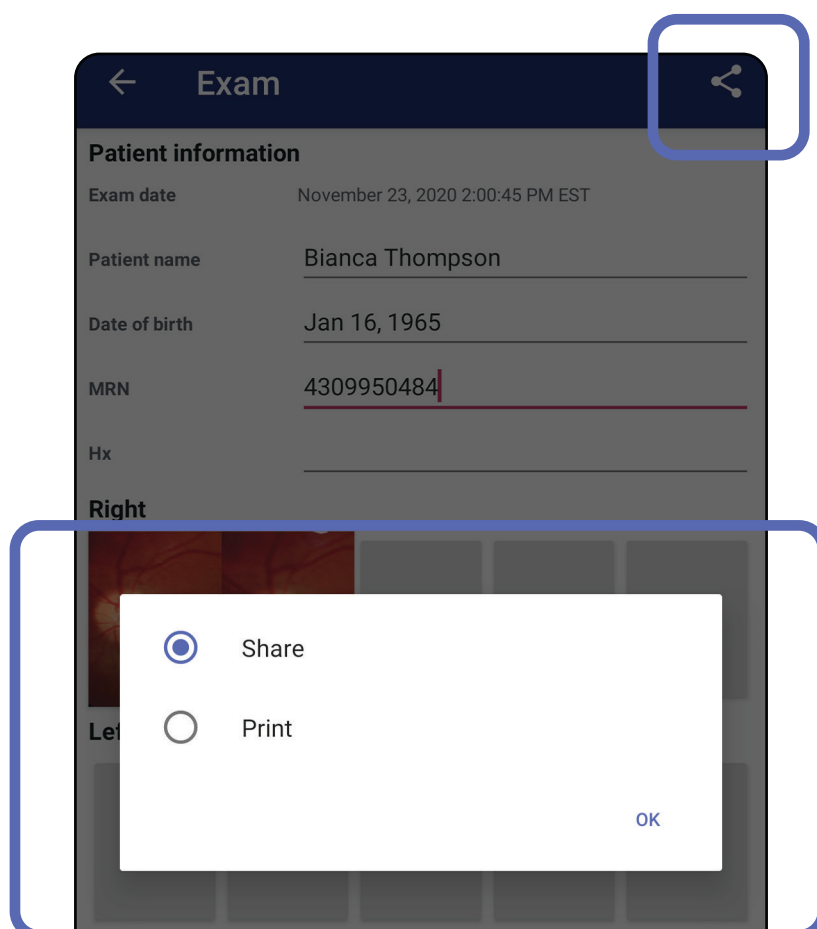 Exam
Patient information
Exam date November 23, 2020 2:00:45 PM EST
Patient name Bianca Thompson
Date of birth Jan 16, 1965
MRN 4309950484
Hx
Right
Share
Lef
Print
OK